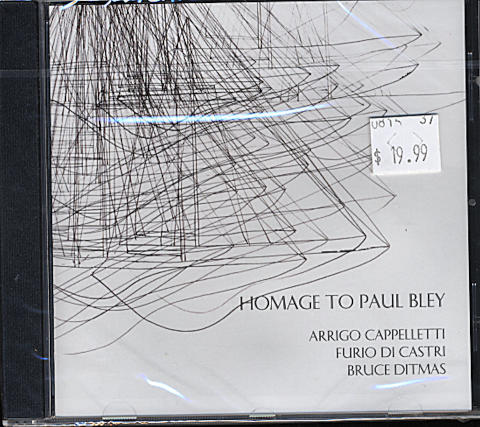 $ 19.99
HOMAGE TO PAUL BLEY
ARRIGO CAPPELLETTI
FURIO DI CASTRI
BRUCE DITMAS